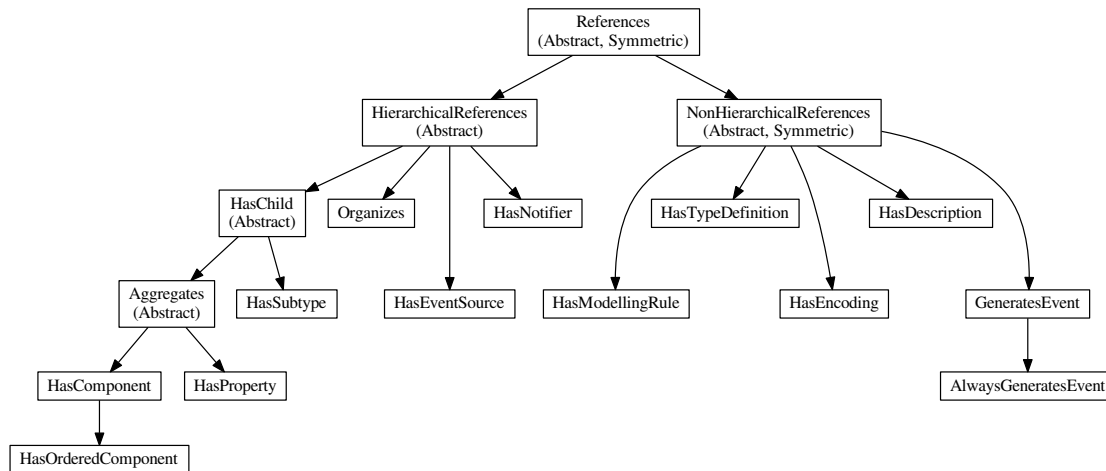 References
(Abstract, Symmetric)
HierarchicalReferences
(Abstract)
NonHierarchicalReferences
(Abstract, Symmetric)
HasChild
(Abstract)
Organizes
HasNotifier
HasTypeDefinition
HasDescription
Aggregates
(Abstract)
HasSubtype
HasEventSource
HasModellingRule
HasEncoding
GeneratesEvent
HasComponent
HasProperty
AlwaysGeneratesEvent
HasOrderedComponent